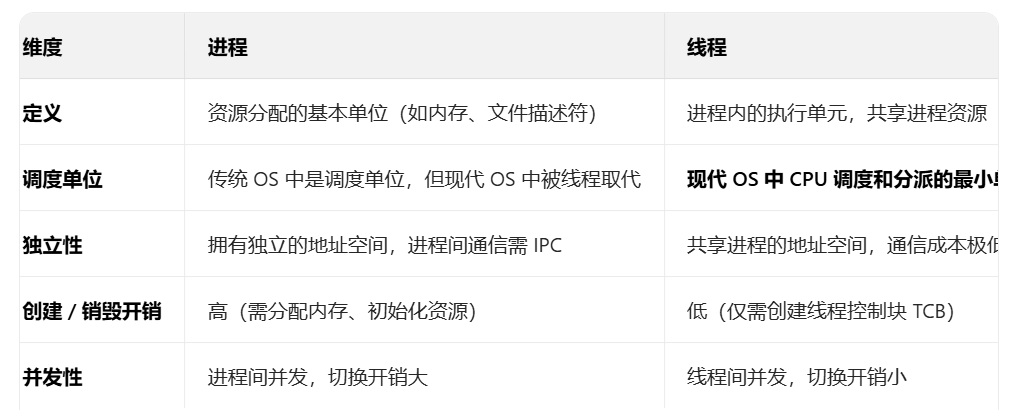 维度 进程 线程
定义 资源分配的基本单位（如内存、文件描述符） 进程内的执行单元，共享进程资源
调度单位 传统 OS 中是调度单位，但现代 OS 中被线程取代 现代 OS 中 CPU 调度和分派的最小
独立性 拥有独立的地址空间，进程间通信需 IPC 共享进程的地址空间，通信成本极低
创建 / 销毁开销 高（需分配内存、初始化资源） 低（仅需创建线程控制块 TCB）
并发性 进程间并发，切换开销大 线程间并发，切换开销小